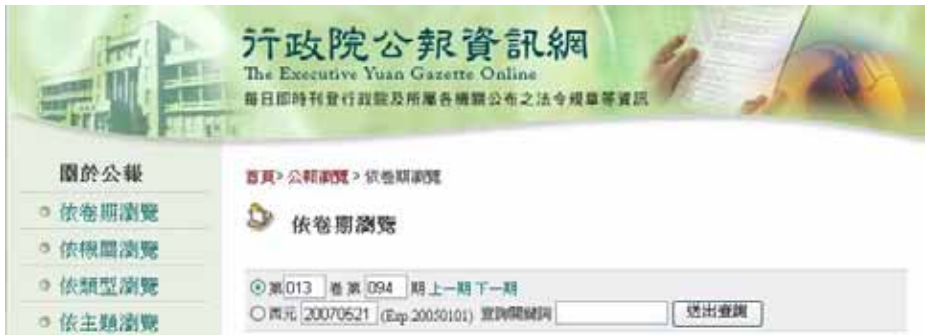 行政院公報資訊網
The Executive Yuan Gazette Online
每日即時刊登行政院及所屬各機關公布之法令規章等資訊
關於公報
依卷期瀏覽
依機關瀏覽
依類型瀏覽
依主題瀏覽
首頁> 公報瀏覽 > 依卷期瀏覽
依卷期瀏覽
第 013 卷 第 094 期 上一期 下一期
西元 20070621 (Exp.20050101) 查詢關鍵詞 送出查詢